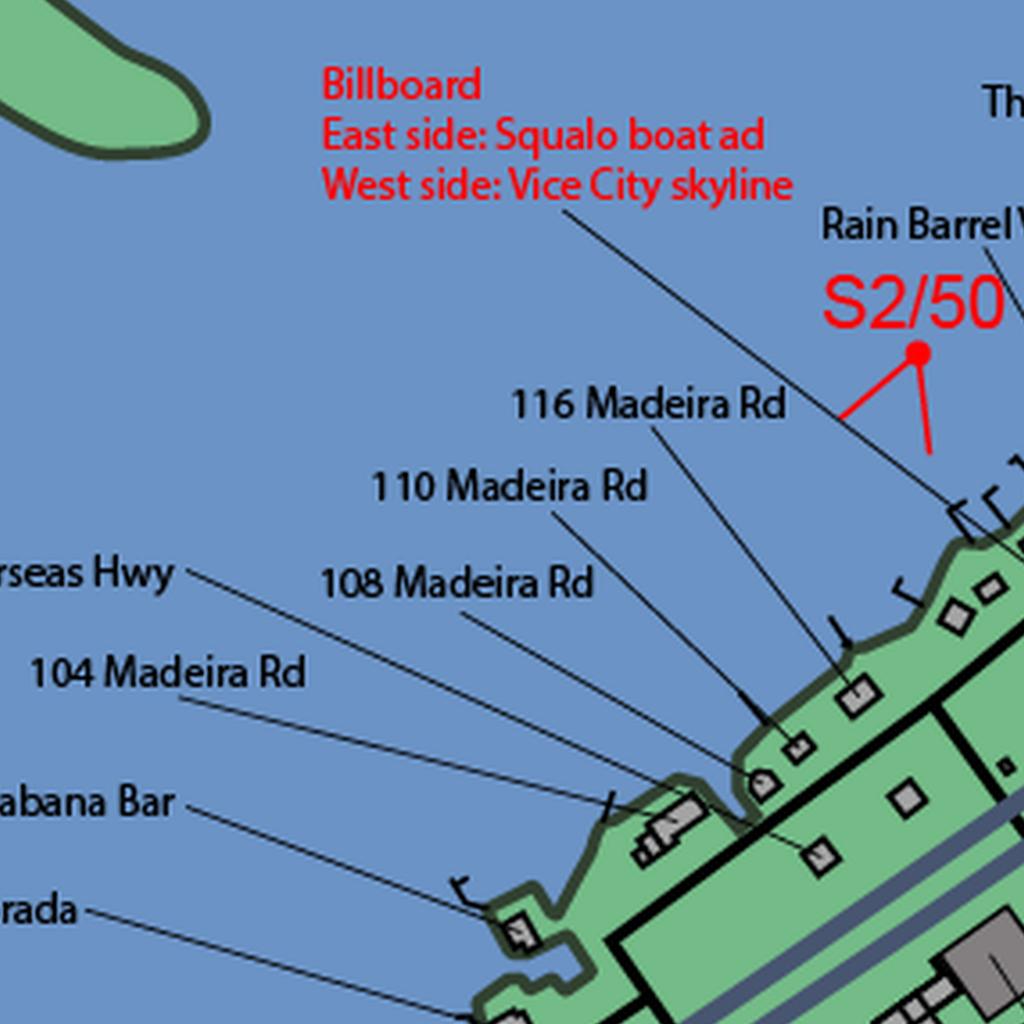 Billboard
East side: Squalo boat ad
West side: Vice City skyline
Th
Rain Barrel
S2/50
116 Madeira Rd
110 Madeira Rd
rseas Hwy
108 Madeira Rd
104 Madeira Rd
abana Bar
rada